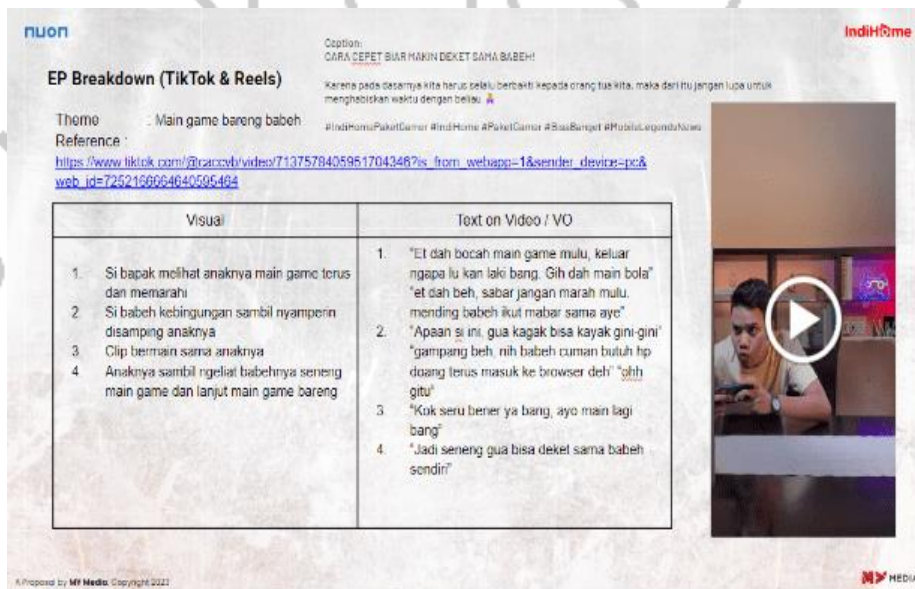 nuon
IndiHome
Caption:
CARA CEPET BIAR MAKIN DEKET SAMA BABEH!
EP Breakdown (TikTok & Reels)
Karena pada dasarnya kita harus selalu berbakti kepada orang tua kita, maka dari itu jangan lupa untuk
menghabiskan waktu dengan beliau
Theme : Main game bareng babeh
#IndiHomePaketGamer #IndiHome #PaketGamer #BisaBanget #MobileLegendsNews
Reference :
https://www.tiktok.com/@caccvb/video/7137578405951704346?is_from_webapp=1&sender_device=pc&
web_id=7252166664640595464
Visual
Text on Video / VO
1. Si bapak melihat anaknya main game terus
dan memarahi
2. Si babeh kebingungan sambil nyamperin
disamping anaknya
3. Clip bermain sama anaknya
4. Anaknya sambil ngeliat babehnya seneng
main game dan lanjut main game bareng
1. "Et dah bocah main game mulu, keluar
ngapa lu kan laki bang. Gih dah main bola"
"et dah beh, sabar jangan marah mulu.
mending babeh ikut mabar sama aye"
2. "Apaan si ini, gua kagak bisa kayak gini-gini"
"gampang beh, nih babeh cuman butuh hp
doang terus masuk ke browser deh" "ohh
gitu"
3. "Kok seru bener ya bang, ayo main lagi
bang"
4. "Jadi seneng gua bisa deket sama babeh
sendiri"
A Proposal by MY Media. Copyright 2023
MY MEDIA